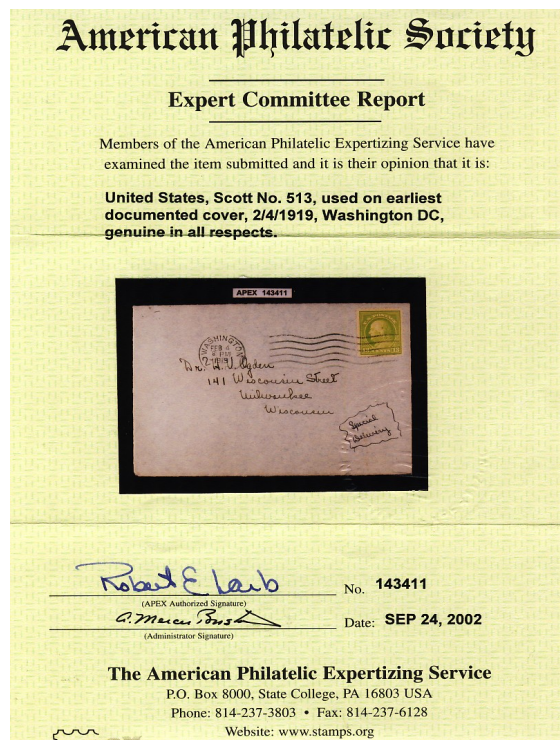 American Philatelic Society
Expert Committee Report
Members of the American Philatelic Expertizing Service have
examined the item submitted and it is their opinion that it is:
United States, Scott No. 513, used on earliest
documented cover, 2/4/1919, Washington DC,
genuine in all respects.
APEX 143411
WASHINGTON
FEB 4
PM
1919
Dr. H. V. Ogden
141 Wisconsin Street
Milwaukee
Wisconsin
Special
Delivery
Robert E Lamb
No. 143411
(APEX Authorized Signature)
Date: SEP 24, 2002
(Administrator Signature)
The American Philatelic Expertizing Service
P.O. Box 8000, State College, PA 16803 USA
Phone: 814-237-3803 • Fax: 814-237-6128
Website: www.stamps.org